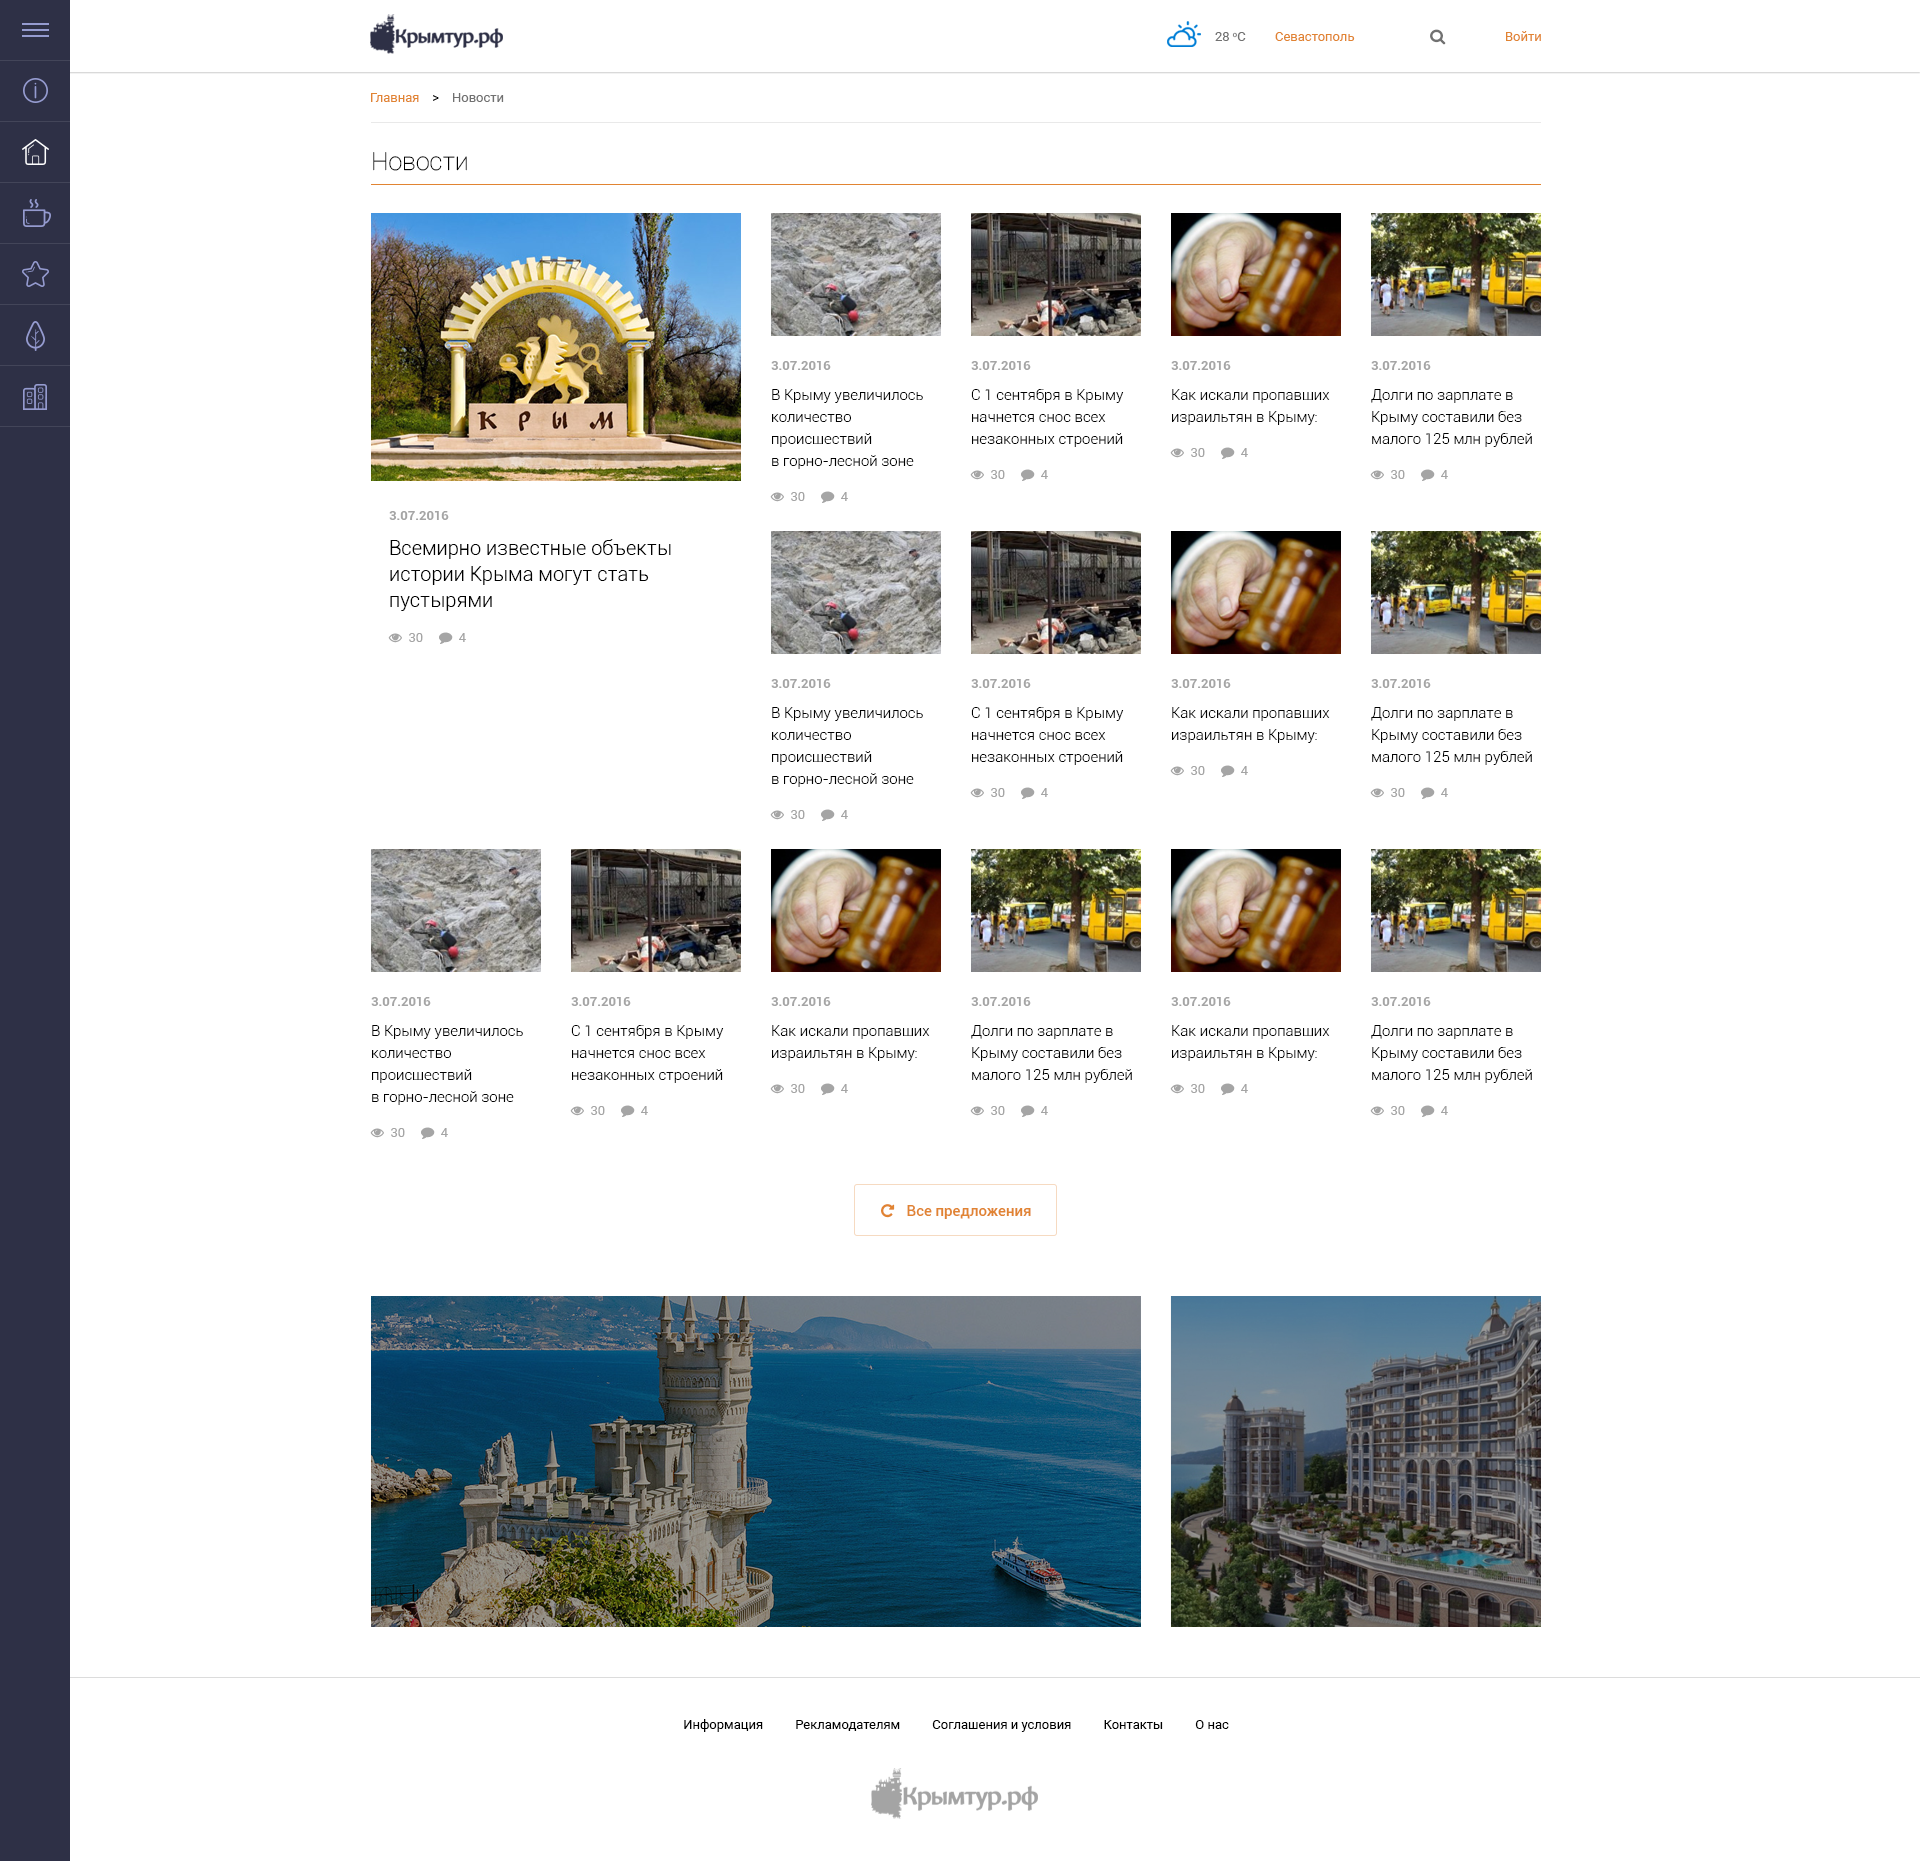 Крымтур.рф
28 °C
Севастополь
Войти
Главная > Новости
Новости
КРЫМ
3.07.2016
Всемирно известные объекты
истории Крыма могут стать
пустырями
30 4
3.07.2016
В Крыму увеличилось
количество
происшествий
в горно-лесной зоне
30 4
3.07.2016
С 1 сентября в Крыму
начнется снос всех
незаконных строений
30 4
3.07.2016
Как искали пропавших
израильтян в Крыму:
30 4
3.07.2016
Долги по зарплате в
Крыму составили без
малого 125 млн рублей
30 4
3.07.2016
В Крыму увеличилось
количество
происшествий
в горно-лесной зоне
30 4
3.07.2016
С 1 сентября в Крыму
начнется снос всех
незаконных строений
30 4
3.07.2016
Как искали пропавших
израильтян в Крыму:
30 4
3.07.2016
Долги по зарплате в
Крыму составили без
малого 125 млн рублей
30 4
3.07.2016
В Крыму увеличилось
количество
происшествий
в горно-лесной зоне
30 4
3.07.2016
С 1 сентября в Крыму
начнется снос всех
незаконных строений
30 4
3.07.2016
Как искали пропавших
израильтян в Крыму:
30 4
3.07.2016
Долги по зарплате в
Крыму составили без
малого 125 млн рублей
30 4
3.07.2016
Как искали пропавших
израильтян в Крыму:
30 4
3.07.2016
Долги по зарплате в
Крыму составили без
малого 125 млн рублей
30 4
Все предложения
Информация Рекламодателям Соглашения и условия Контакты О нас
Крымтур.рф